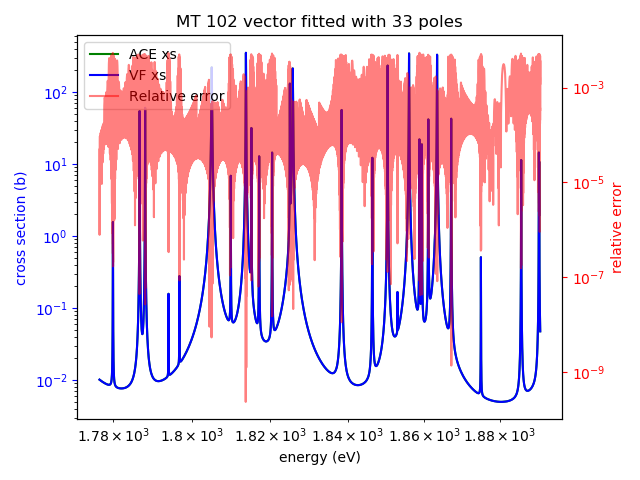 MT 102 vector fitted with 33 poles
ACE xs
VF xs
Relative error
10²
10¹
10⁰
10⁻¹
10⁻²
cross section (b)
10⁻³
10⁻⁵
10⁻⁷
10⁻⁹
relative error
1.78 × 10³ 1.8 × 10³ 1.82 × 10³ 1.84 × 10³ 1.86 × 10³ 1.88 × 10³
energy (eV)